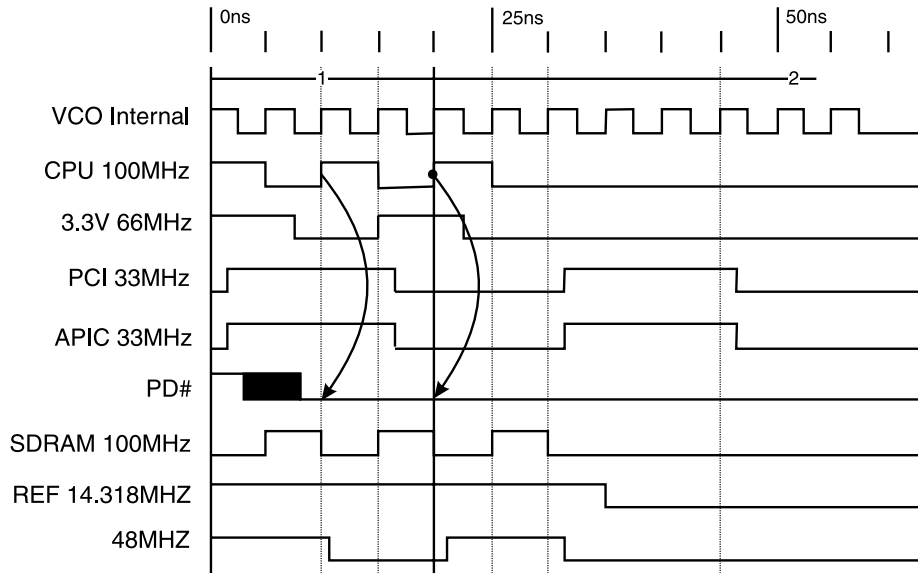 0ns 25ns 50ns
1 2
VCO Internal
CPU 100MHz
3.3V 66MHz
PCI 33MHz
APIC 33MHz
PD#
SDRAM 100MHz
REF 14.318MHZ
48MHZ